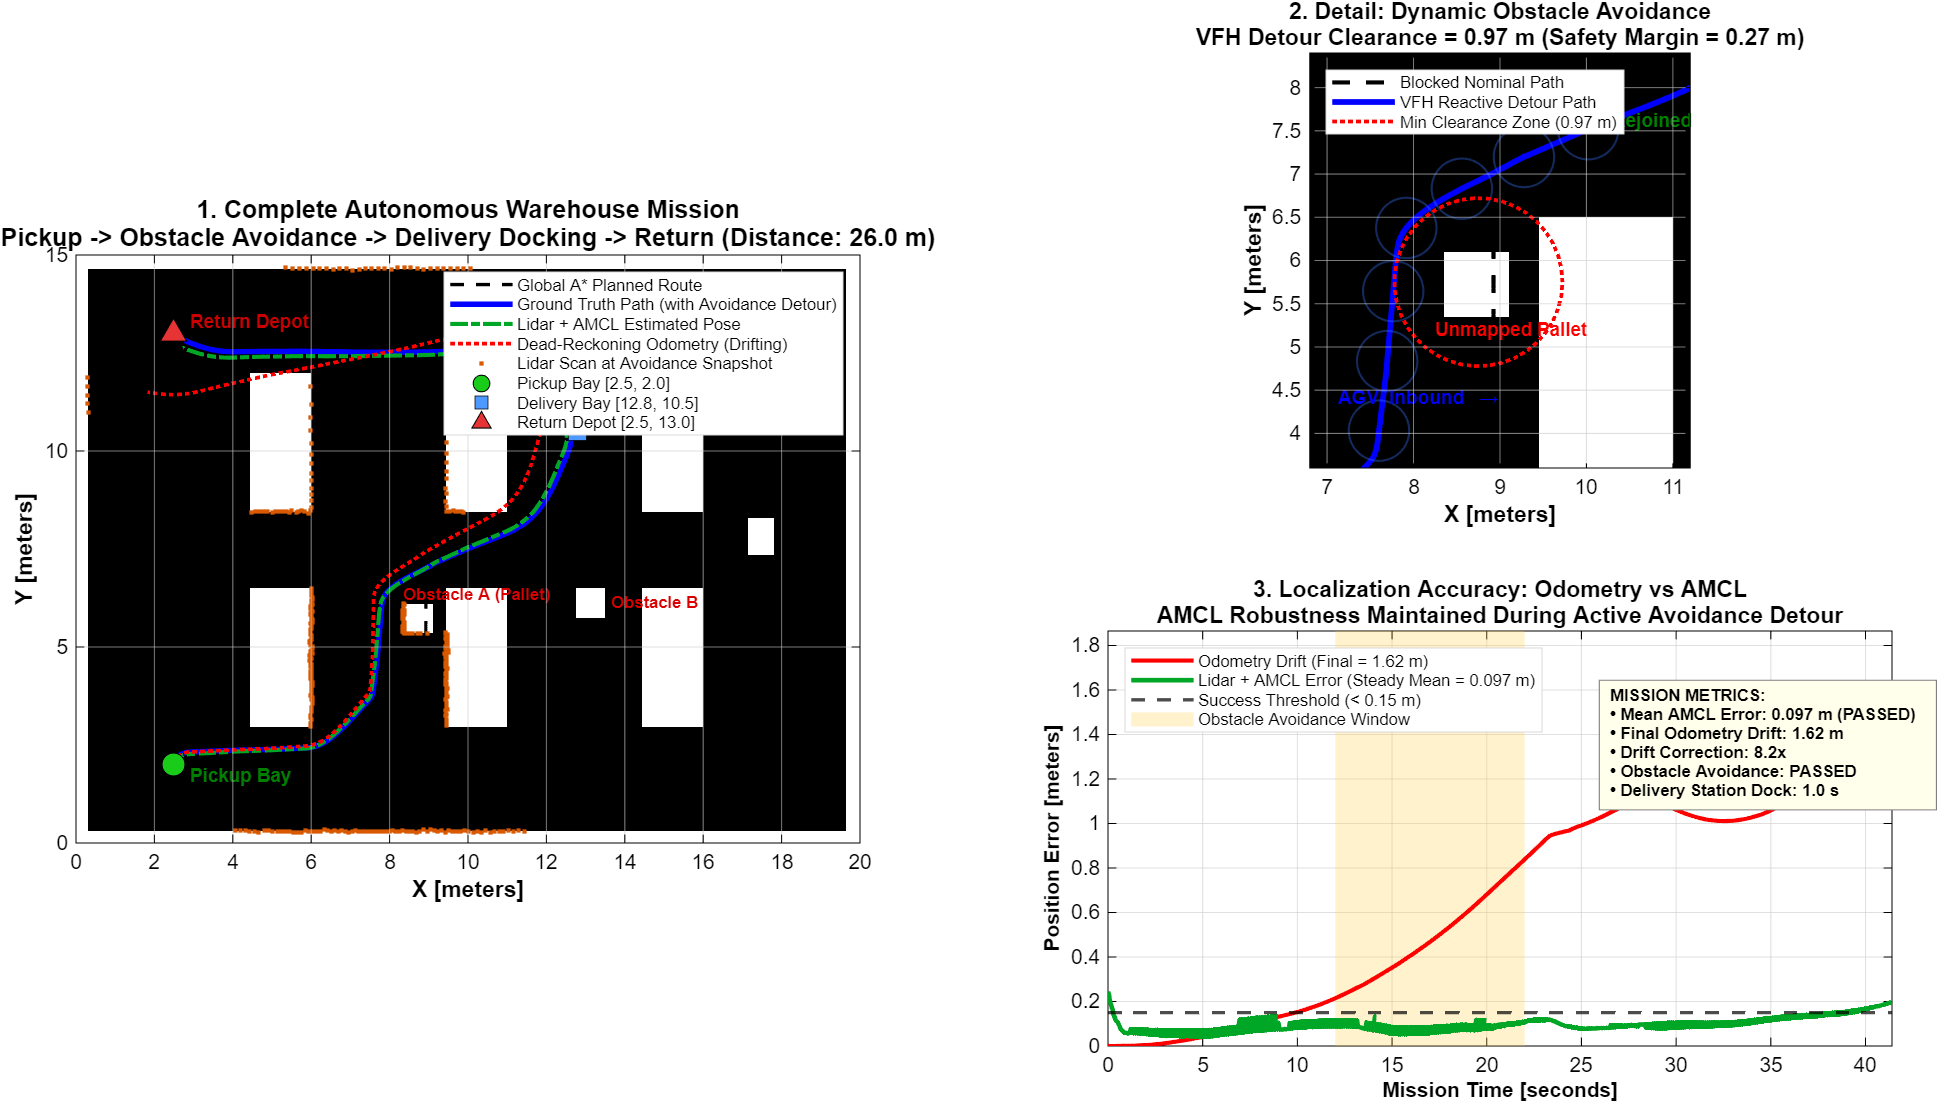 1. Complete Autonomous Warehouse Mission
Pickup -> Obstacle Avoidance -> Delivery Docking -> Return (Distance: 26.0 m)
Global A* Planned Route
Ground Truth Path (with Avoidance Detour)
Lidar + AMCL Estimated Pose
Dead-Reckoning Odometry (Drifting)
Lidar Scan at Avoidance Snapshot
Pickup Bay [2.5, 2.0]
Delivery Bay [12.8, 10.5]
Return Depot [2.5, 13.0]
Return Depot
Obstacle A (Pallet)
Obstacle B
Pickup Bay
15
10
5
0
0 2 4 6 8 10 12 14 16 18 20
X [meters]
Y [meters]
2. Detail: Dynamic Obstacle Avoidance
VFH Detour Clearance = 0.97 m (Safety Margin = 0.27 m)
Blocked Nominal Path
VFH Reactive Detour Path
Min Clearance Zone (0.97 m)
ejoined
Unmapped Pallet
AGV Inbound →
8
7.5
7
6.5
6
5.5
5
4.5
4
7 8 9 10 11
X [meters]
Y [meters]
3. Localization Accuracy: Odometry vs AMCL
AMCL Robustness Maintained During Active Avoidance Detour
Odometry Drift (Final = 1.62 m)
Lidar + AMCL Error (Steady Mean = 0.097 m)
Success Threshold (< 0.15 m)
Obstacle Avoidance Window
MISSION METRICS:
• Mean AMCL Error: 0.097 m (PASSED)
• Final Odometry Drift: 1.62 m
• Drift Correction: 8.2x
• Obstacle Avoidance: PASSED
• Delivery Station Dock: 1.0 s
1.8
1.6
1.4
1.2
1
0.8
0.6
0.4
0.2
0
0 5 10 15 20 25 30 35 40
Mission Time [seconds]
Position Error [meters]